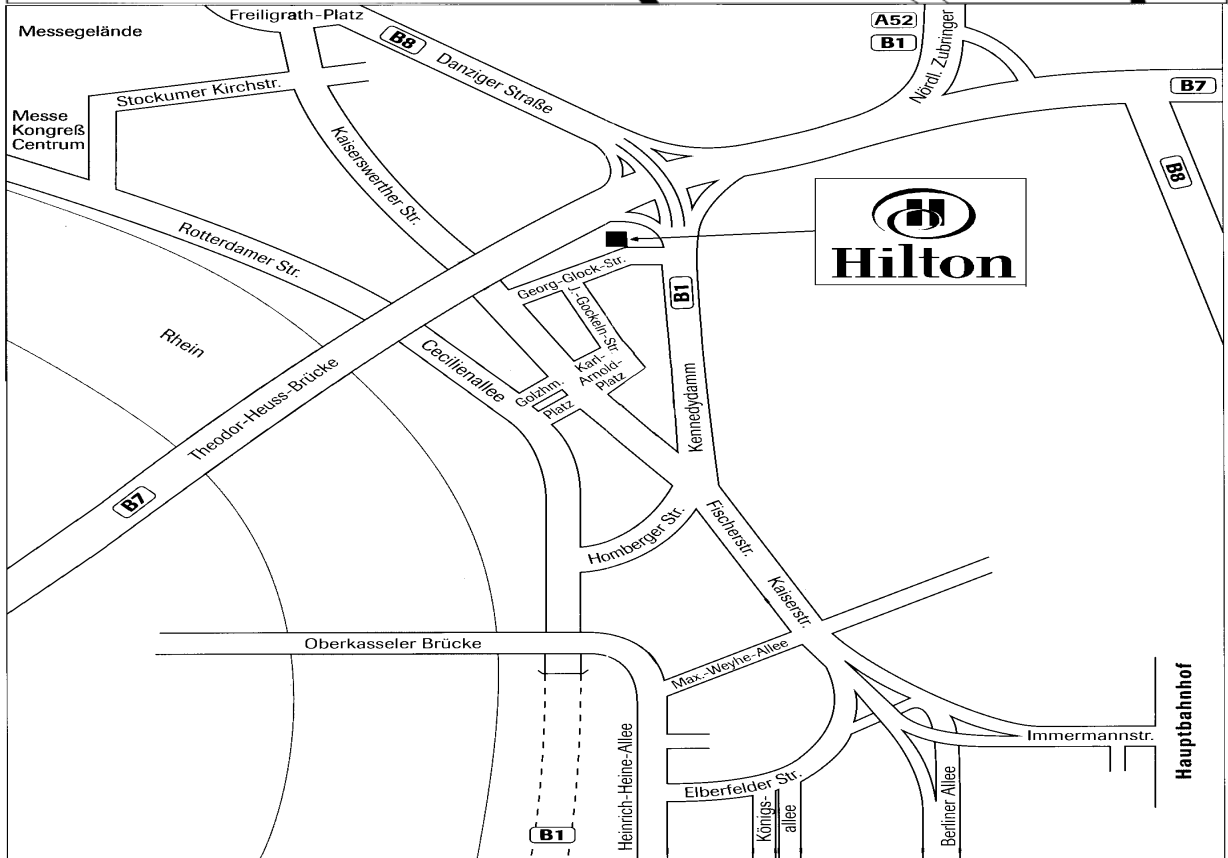 Freiligrath-Platz
Messegelände
B8
Danziger Straße
A52
B1
Nördl. Zubringer
B7
Stockumer Kirchstr.
Messe
Kongreß
Centrum
Kaiserswerther Str.
B8
Rotterdamer Str.
Hilton
Georg-Glock-Str.
J.-Gockeln-Str.
B1
Rhein
Cecilienallee
Karl-
Arnold-
Platz
Golzhm.
Platz
Theodor-Heuss-Brücke
Kennedydamm
B7
Homberger Str.
Fischerstr.
Kaiserstr.
Oberkasseler Brücke
Max.-Weyhe-Allee
Hauptbahnhof
Immermannstr.
Heinrich-Heine-Allee
Elberfelder Str.
Königs-
allee
Berliner Allee
B1